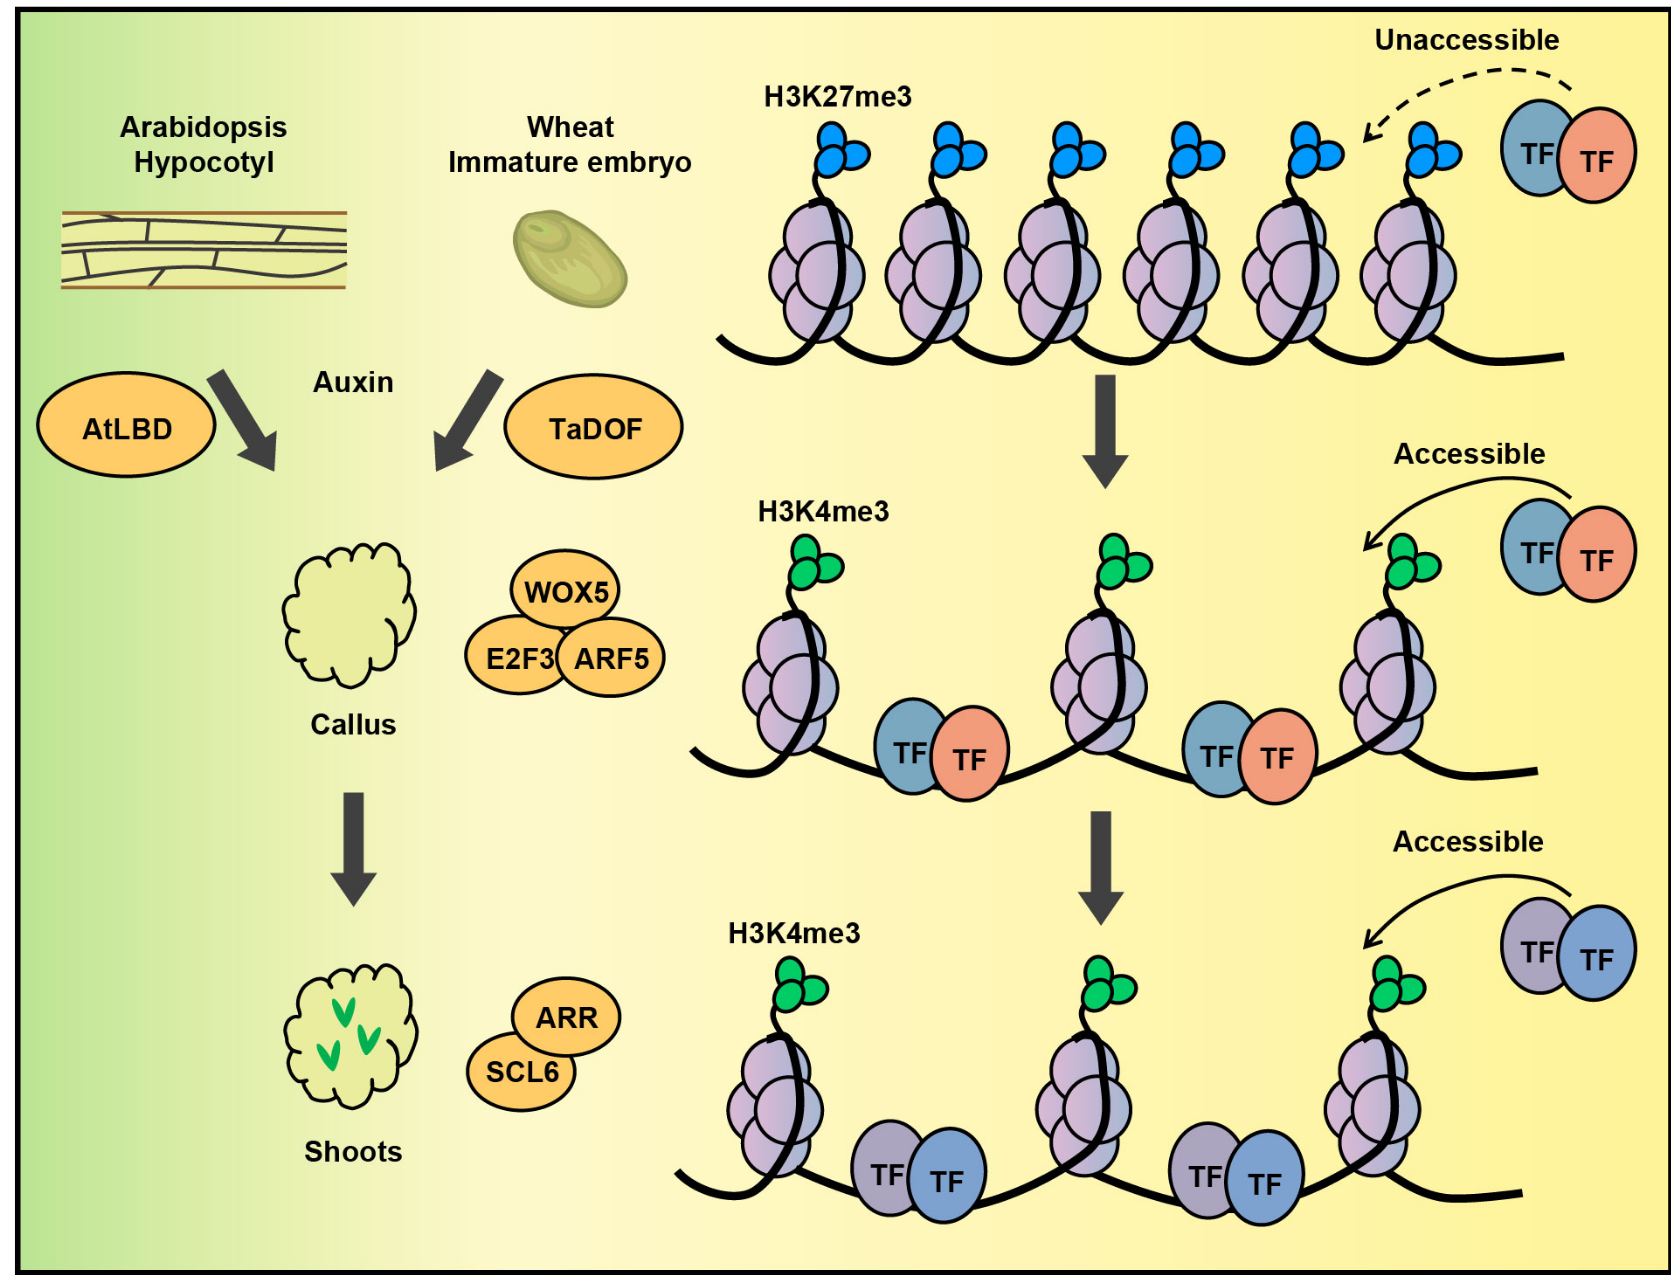 Arabidopsis
Hypocotyl
Wheat
Immature embryo
Auxin
AtLBD
TaDOF
WOX5
E2F3
ARF5
Callus
ARR
SCL6
Shoots
Unaccessible
H3K27me3
TF
TF
Accessible
H3K4me3
TF
TF
TF
TF
TF
TF
Accessible
H3K4me3
TF
TF
TF
TF
TF
TF